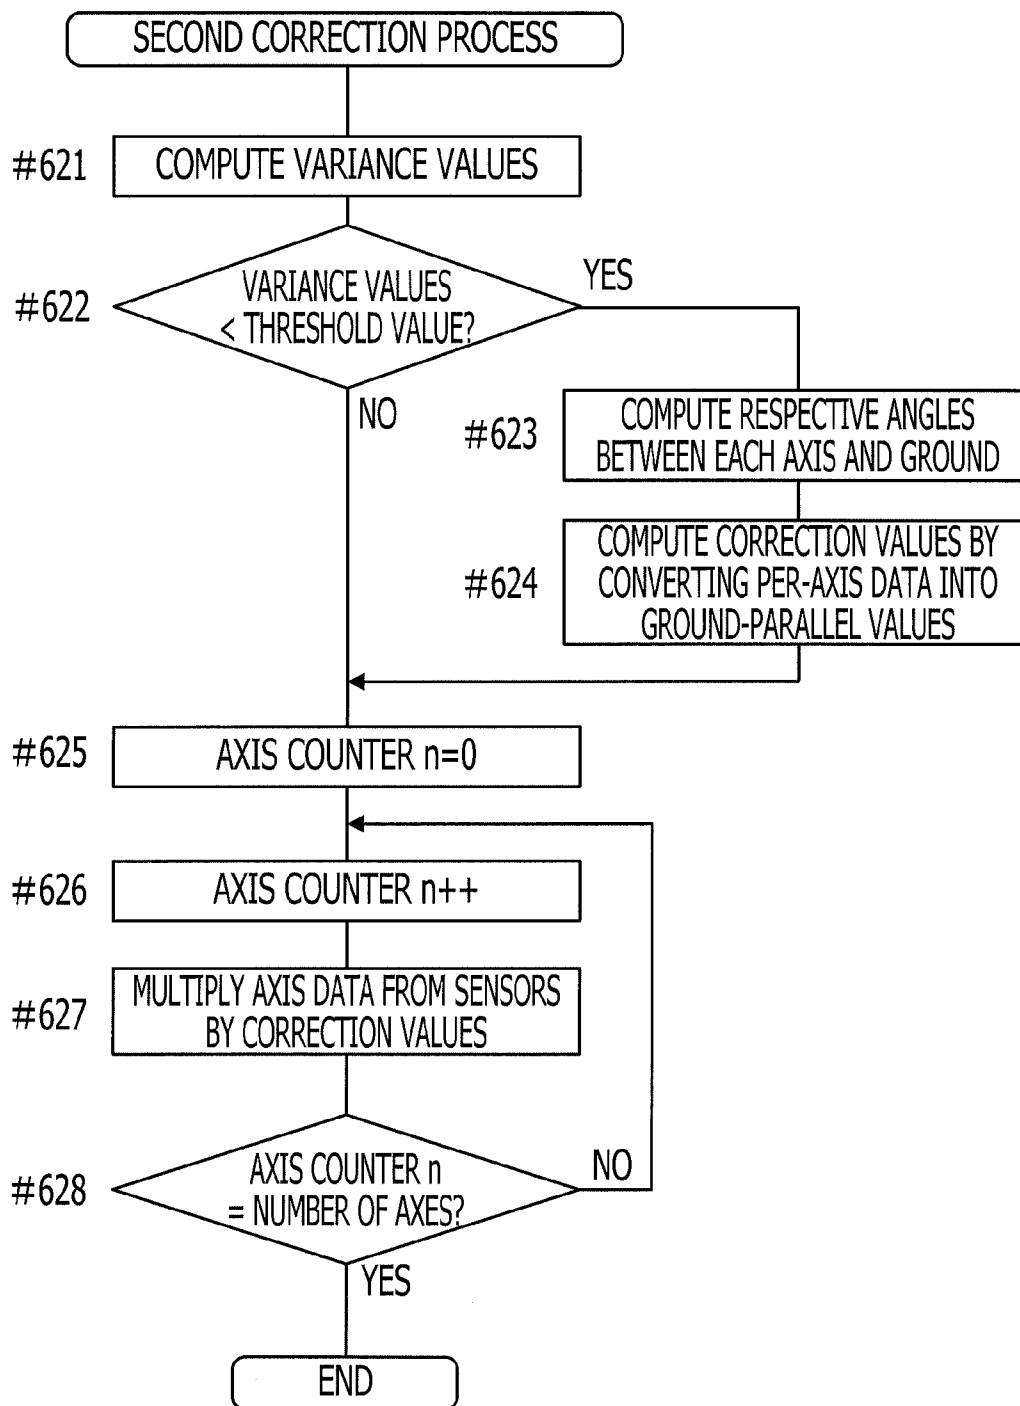 SECOND CORRECTION PROCESS
#621
COMPUTE VARIANCE VALUES
#622
VARIANCE VALUES
< THRESHOLD VALUE?
YES
NO
#623
COMPUTE RESPECTIVE ANGLES
BETWEEN EACH AXIS AND GROUND
#624
COMPUTE CORRECTION VALUES BY
CONVERTING PER-AXIS DATA INTO
GROUND-PARALLEL VALUES
#625
AXIS COUNTER n=0
#626
AXIS COUNTER n++
#627
MULTIPLY AXIS DATA FROM SENSORS
BY CORRECTION VALUES
#628
AXIS COUNTER n
= NUMBER OF AXES?
NO
YES
END